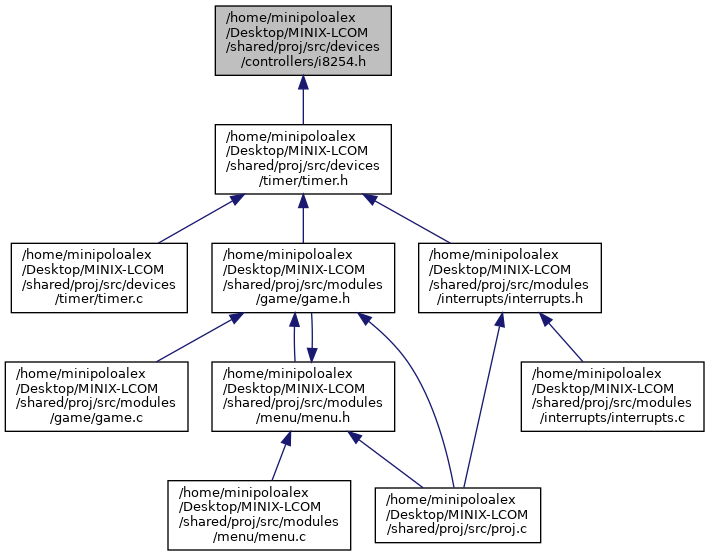 /home/minipoloalex
/Desktop/MINIX-LCOM
/shared/proj/src/devices
/controllers/i8254.h
/home/minipoloalex
/Desktop/MINIX-LCOM
/shared/proj/src/devices
/timer/timer.h
/home/minipoloalex
/Desktop/MINIX-LCOM
/shared/proj/src/devices
/timer/timer.c
/home/minipoloalex
/Desktop/MINIX-LCOM
/shared/proj/src/modules
/game/game.h
/home/minipoloalex
/Desktop/MINIX-LCOM
/shared/proj/src/modules
/interrupts/interrupts.h
/home/minipoloalex
/Desktop/MINIX-LCOM
/shared/proj/src/modules
/game/game.c
/home/minipoloalex
/Desktop/MINIX-LCOM
/shared/proj/src/modules
/menu/menu.h
/home/minipoloalex
/Desktop/MINIX-LCOM
/shared/proj/src/modules
/interrupts/interrupts.c
/home/minipoloalex
/Desktop/MINIX-LCOM
/shared/proj/src/modules
/menu/menu.c
/home/minipoloalex
/Desktop/MINIX-LCOM
/shared/proj/src/proj.c